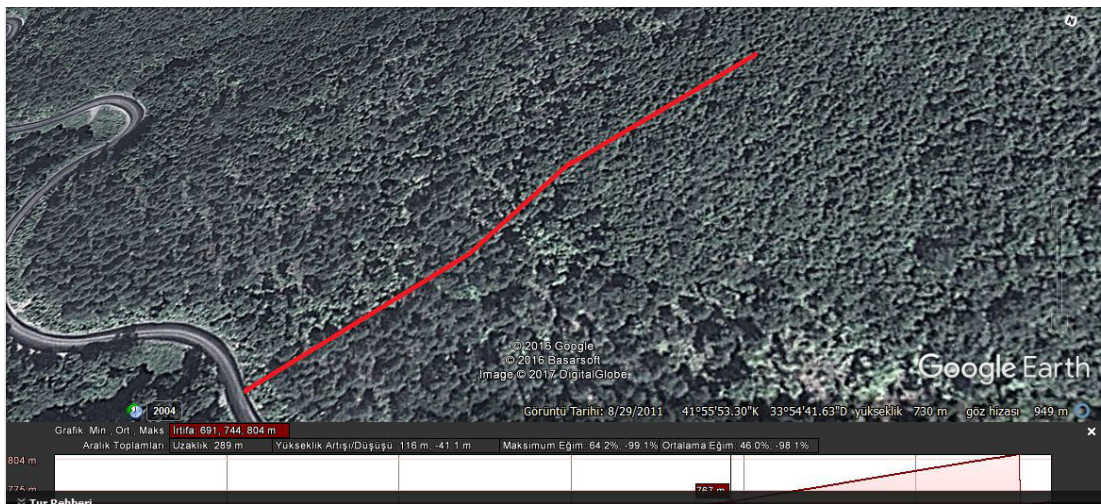 N
© 2016 Google
© 2016 Basarsoft
Image © 2017 DigitalGlobe
Google Earth
2004
Görüntü Tarihi: 8/29/2011 41°55'53.30"K 33°54'41.63"D yükseklik 730 m göz hizası 949 m
Grafik: Min., Ort., Maks. İrtifa: 691, 744, 804 m
Aralık Toplamları: Uzaklık: 289 m Yükseklik Artışı/Düşüşü: 116 m, -41.1 m Maksimum Eğim: 64.2%, -99.1% Ortalama Eğim: 46.0%, -98.1%
804 m
775 m
767 m
Tur Rehberi